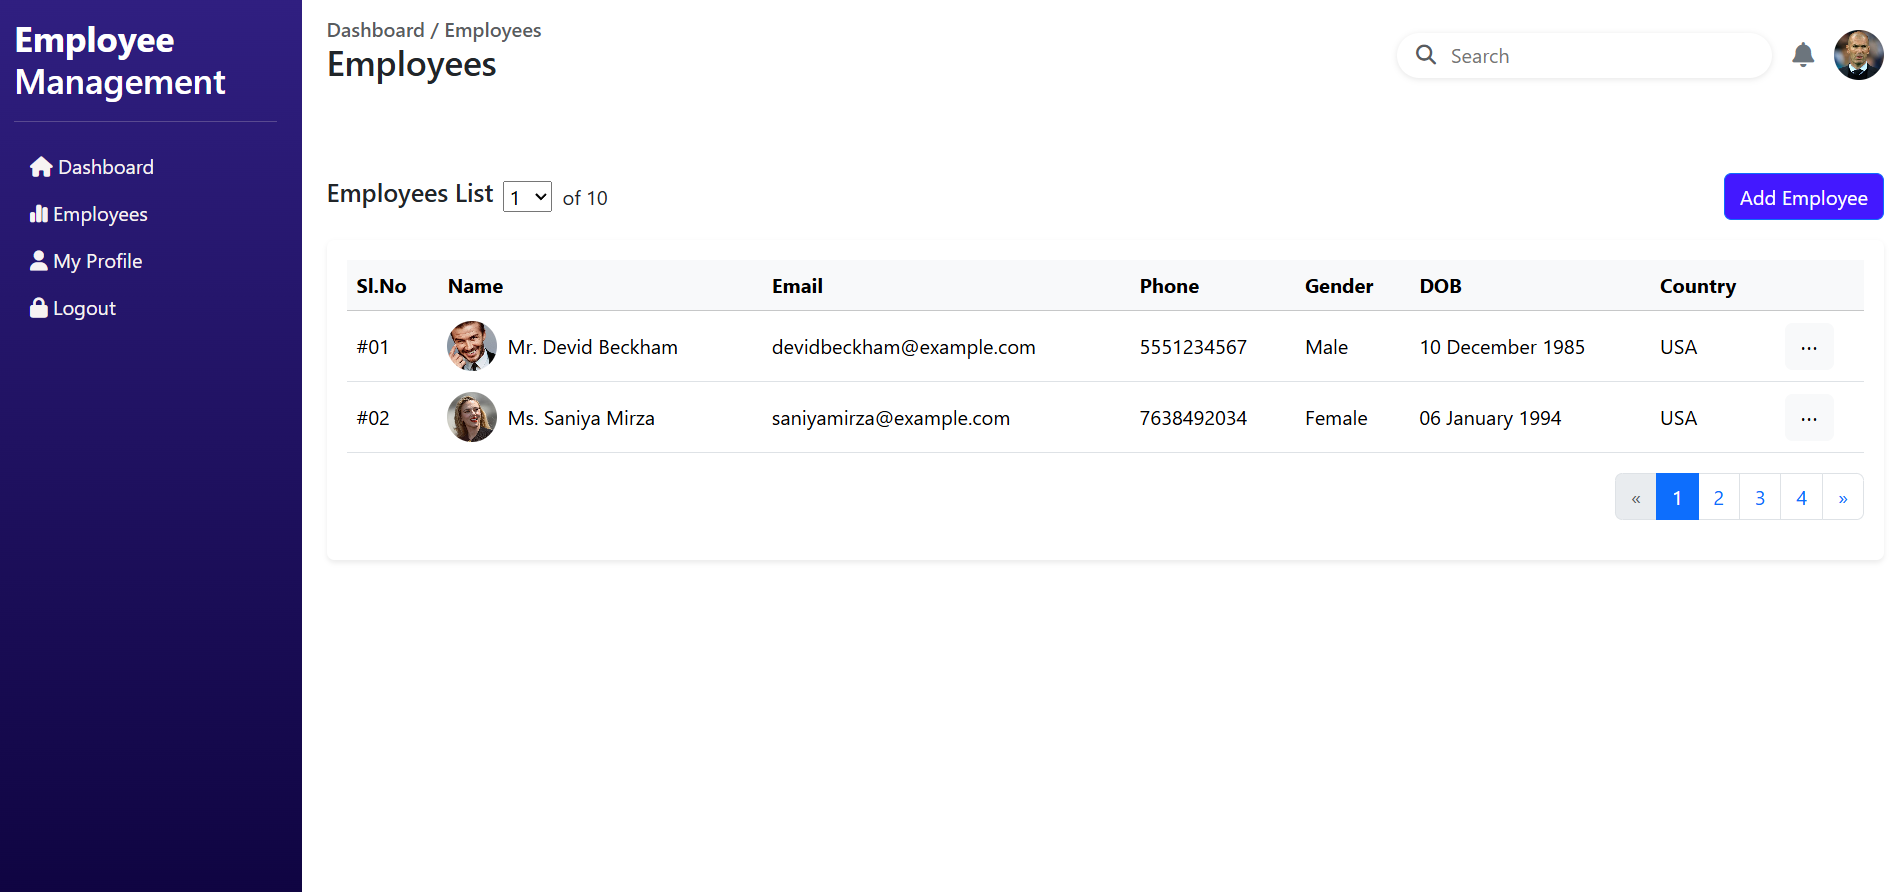 Employee
Management
Dashboard
Employees
My Profile
Logout
Dashboard / Employees
Employees
Search
Employees List 1 of 10
Add Employee
Sl.No Name Email Phone Gender DOB Country
#01 Mr. Devid Beckham devidbeckham@example.com 5551234567 Male 10 December 1985 USA ...
#02 Ms. Saniya Mirza saniyamirza@example.com 7638492034 Female 06 January 1994 USA ...
« 1 2 3 4 »